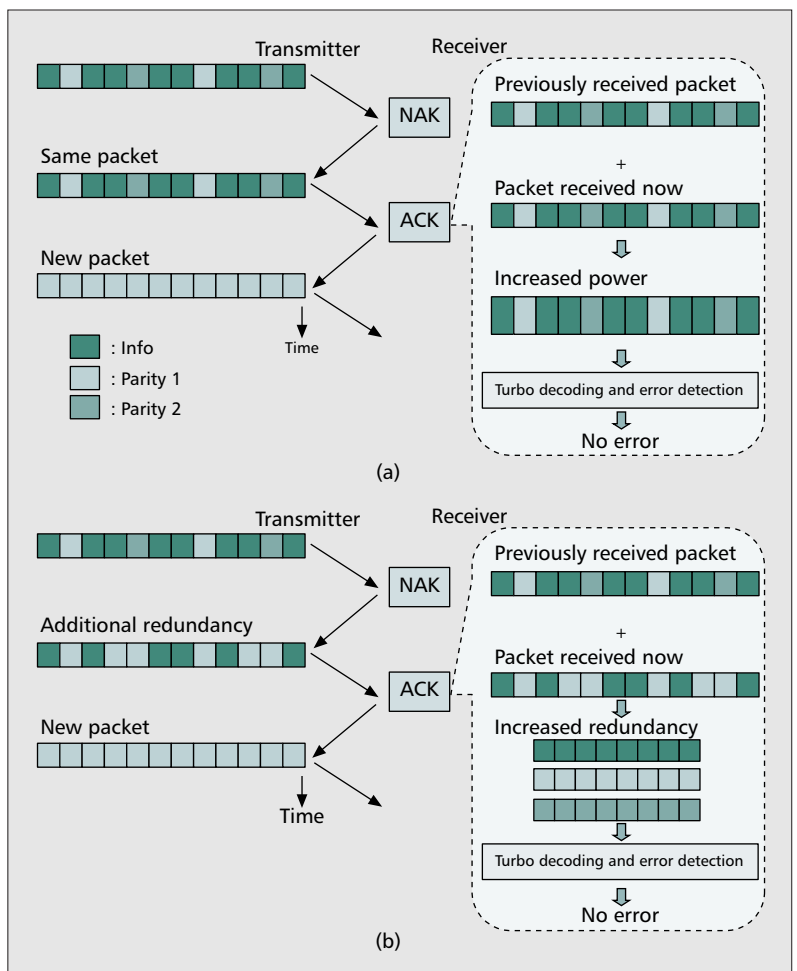 Transmitter
Receiver
Previously received packet
NAK
Same packet
+
Packet received now
ACK
New packet
Increased power
Time
: Info
: Parity 1
: Parity 2
Turbo decoding and error detection
No error
(a)
Transmitter
Receiver
Previously received packet
NAK
Additional redundancy
+
Packet received now
ACK
New packet
Increased redundancy
Time
Turbo decoding and error detection
No error
(b)